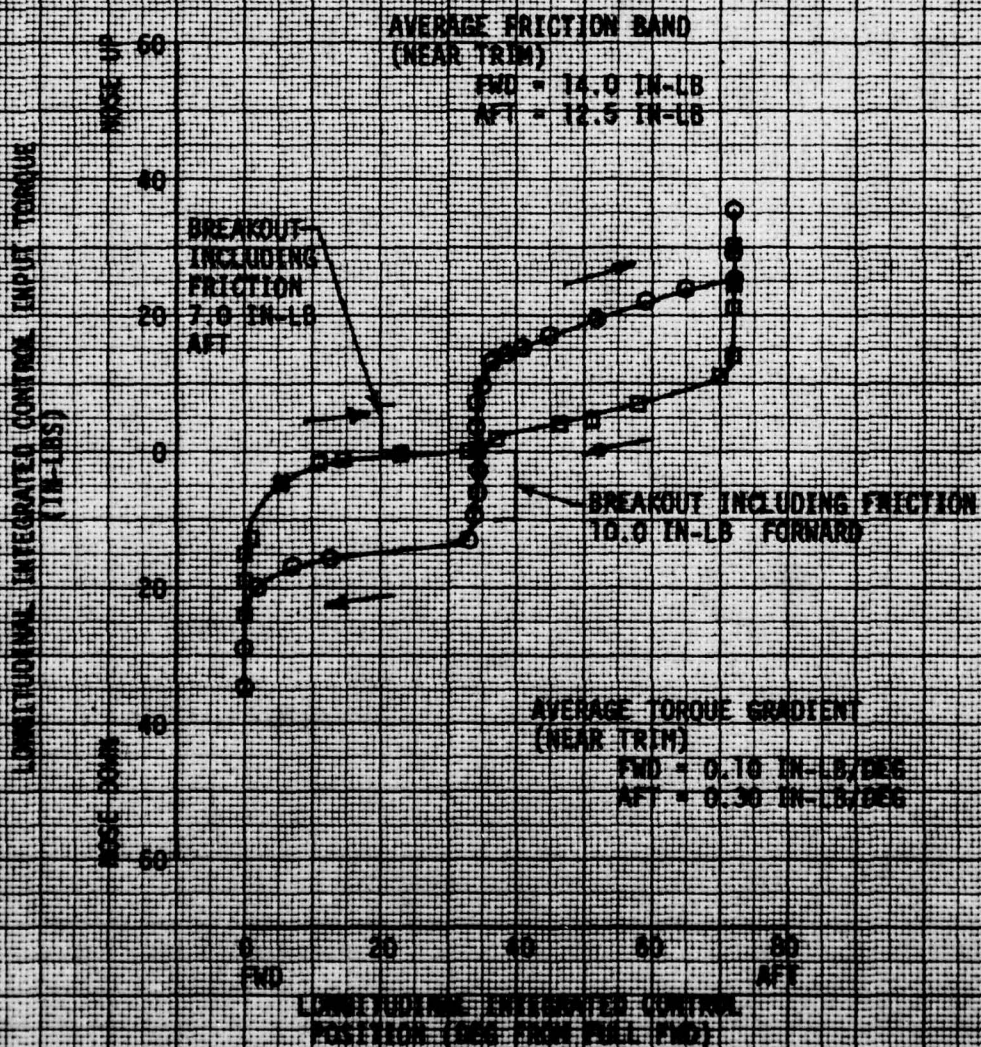 AVERAGE FRICTION BAND
(NEAR TRIM)
FWD = 14.0 IN-LB
AFT = 12.5 IN-LB
NOSE UP
60
40
20
0
20
40
60
NOSE DOWN
LONGITUDINAL INTEGRATED CONTROL INPUT TORQUE
(IN-LBS)
BREAKOUT
INCLUDING
FRICTION
7.0 IN-LB
AFT
BREAKOUT INCLUDING FRICTION
10.0 IN-LB FORWARD
AVERAGE TORQUE GRADIENT
(NEAR TRIM)
FWD = 0.10 IN-LB/DEG
AFT = 0.30 IN-LB/DEG
0 20 40 60 80
FWD AFT
LONGITUDINAL INTEGRATED CONTROL
POSITION (DEG FROM FULL FWD)